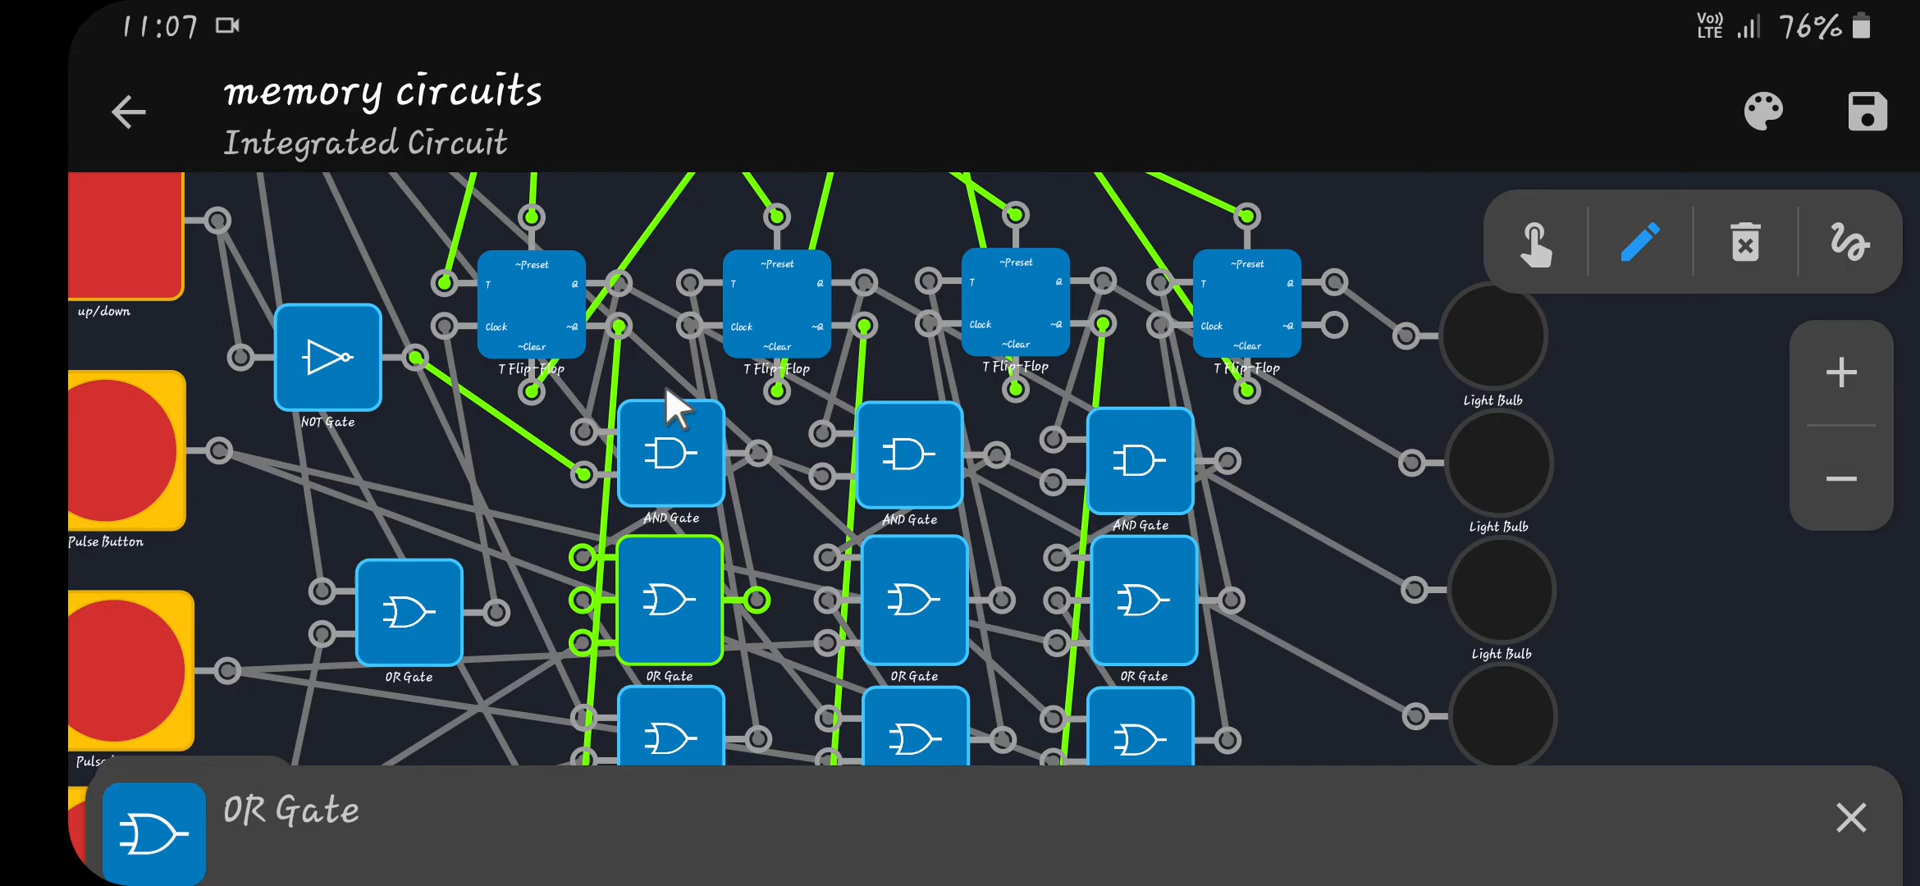 11:07
Vo)) LTE 76%
memory circuits
Integrated Circuit
~Preset ~Preset ~Preset ~Preset
T Q T Q T Q T Q
Clock ~Q Clock ~Q Clock ~Q Clock ~Q
~Clear ~Clear ~Clear ~Clear
T Flip-Flop T Flip-Flop T Flip-Flop T Flip-Flop
up/down
NOT Gate
Light Bulb
AND Gate AND Gate AND Gate
Light Bulb
Pulse Button
Light Bulb
OR Gate
OR Gate OR Gate OR Gate
OR Gate